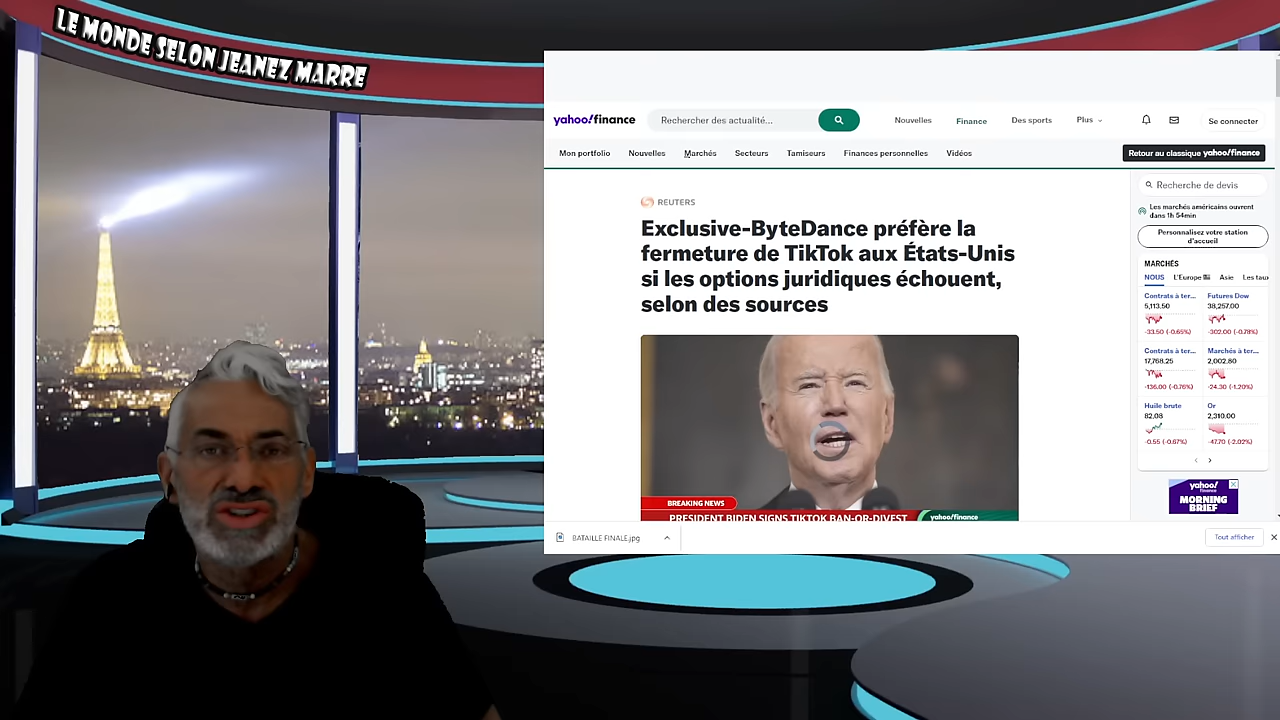 LE MONDE SELON JEANEZ MARRE
yahoo!finance
Rechercher des actualité...
Nouvelles
Finance
Des sports
Plus
Se connecter
Mon portfolio
Nouvelles
Marchés
Secteurs
Tamiseurs
Finances personnelles
Vidéos
Retour au classique yahoo!finance
REUTERS
Exclusive-ByteDance préfère la
fermeture de TikTok aux États-Unis
si les options juridiques échouent,
selon des sources
BREAKING NEWS
PRESIDENT BIDEN SIGNS TIKTOK BAN-OR-DIVEST
yahoo!finance
Recherche de devis
Les marchés américains ouvrent
dans 1h 54min
Personnalisez votre station
d'accueil
MARCHÉS
NOUS
L'Europe
Asie
Les taux
Contrats à ter...
Futures Dow
5,113.50
38,257.00
-33.50 (-0.65%)
-302.00 (-0.78%)
Contrats à ter...
Marchés à ter...
17,768.25
2,002.80
-136.00 (-0.76%)
-24.30 (-1.20%)
Huile brute
Or
82.08
2,310.00
-0.55 (-0.67%)
-47.70 (-2.02%)
yahoo!
finance
MORNING
BRIEF
BATAILLE FINALE.jpg
Tout afficher